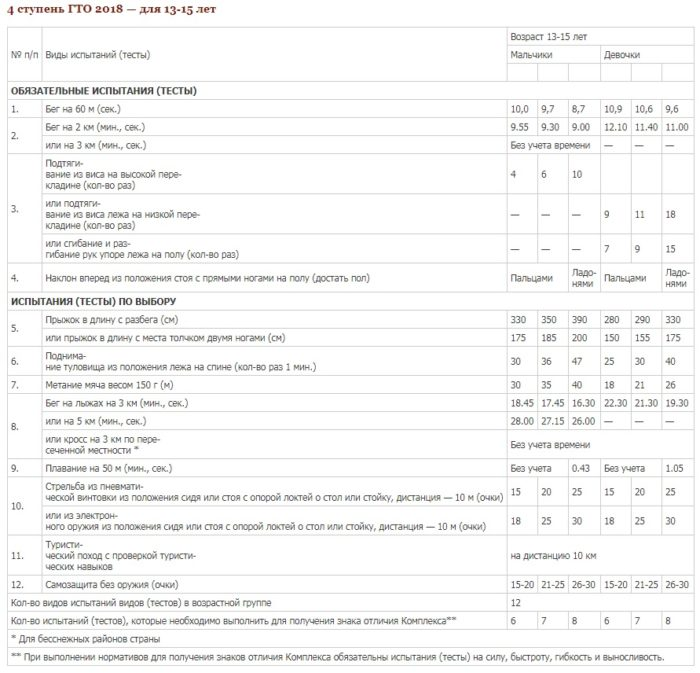 4 ступень ГТО 2018 — для 13-15 лет
№ п/п Виды испытаний (тесты) Возраст 13-15 лет
Мальчики Девочки
ОБЯЗАТЕЛЬНЫЕ ИСПЫТАНИЯ (ТЕСТЫ)
1. Бег на 60 м (сек.) 10,0 9,7 8,7 10,9 10,6 9,6
2. Бег на 2 км (мин., сек.) 9.55 9.30 9.00 12.10 11.40 11.00
или на 3 км (мин., сек.) Без учета времени — — —
3. Подтяги-
вание из виса на высокой пере-
кладине (кол-во раз) 4 6 10
или подтяги-
вание из виса лежа на низкой пере-
кладине (кол-во раз) — — — 9 11 18
или сгибание и раз-
гибание рук упоре лежа на полу (кол-во раз) — — — 7 9 15
4. Наклон вперед из положения стоя с прямыми ногами на полу (достать пол) Пальцами Ладо-
нями Пальцами Ладо-
нями
ИСПЫТАНИЯ (ТЕСТЫ) ПО ВЫБОРУ
5. Прыжок в длину с разбега (см) 330 350 390 280 290 330
или прыжок в длину с места толчком двумя ногами (см) 175 185 200 150 155 175
6. Поднима-
ние туловища из положения лежа на спине (кол-во раз 1 мин.) 30 36 47 25 30 40
7. Метание мяча весом 150 г (м) 30 35 40 18 21 26
8. Бег на лыжах на 3 км (мин., сек.) 18.45 17.45 16.30 22.30 21.30 19.30
или на 5 км (мин., сек.) 28.00 27.15 26.00 — — —
или кросс на 3 км по пере-
сеченной местности * Без учета времени
9. Плавание на 50 м (мин., сек.) Без учета 0.43 Без учета 1.05
10. Стрельба из пневмати-
ческой винтовки из положения сидя или стоя с опорой локтей о стол или стойку, дистанция — 10 м (очки) 15 20 25 15 20 25
или из электрон-
ного оружия из положения сидя или стоя с опорой локтей о стол или стойку, дистанция — 10 м (очки) 18 25 30 18 25 30
11. Туристи-
ческий поход с проверкой туристи-
ческих навыков на дистанцию 10 км
12. Самозащита без оружия (очки) 15-20 21-25 26-30 15-20 21-25 26-30
Кол-во видов испытаний видов (тестов) в возрастной группе 12
Кол-во испытаний (тестов), которые необходимо выполнить для получения знака отличия Комплекса** 6 7 8 6 7 8
* Для бесснежных районов страны
** При выполнении нормативов для получения знаков отличия Комплекса обязательны испытания (тесты) на силу, быстроту, гибкость и выносливость.